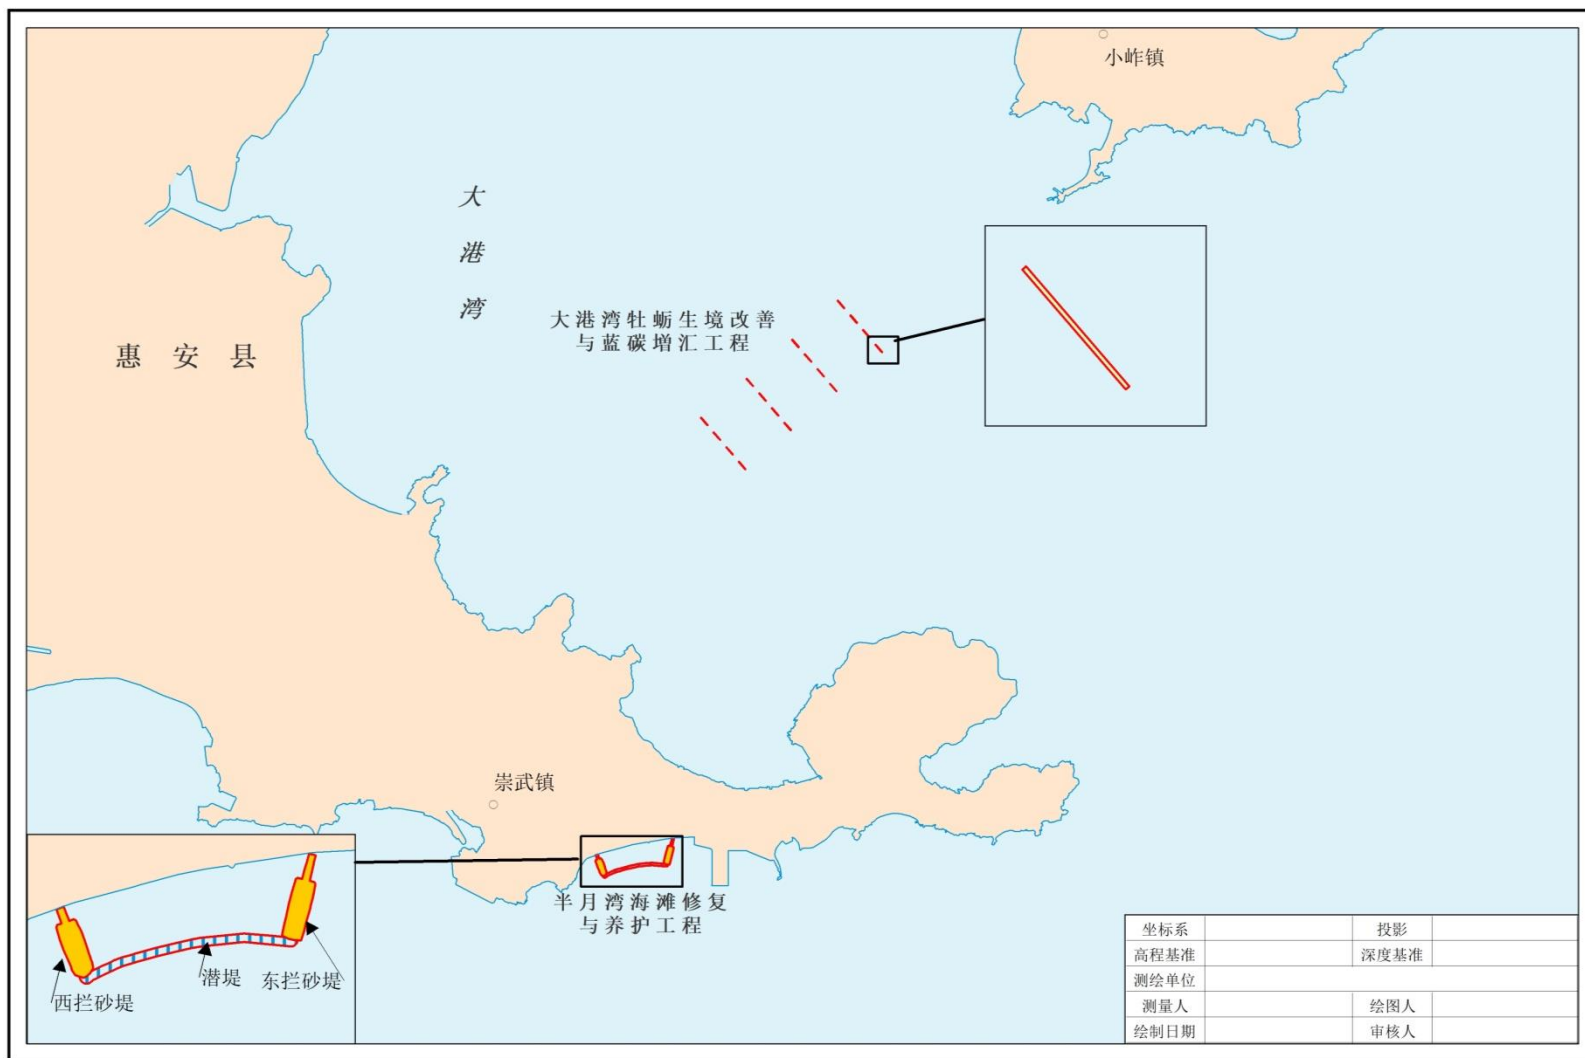 小岞镇
大
港
湾
大港湾牡蛎生境改善
与蓝碳增汇工程
惠安县
崇武镇
半月湾海滩修复
与养护工程
潜堤
东拦砂堤
西拦砂堤
坐标系 投影
高程基准 深度基准
测绘单位
测量人 绘图人
绘制日期 审核人